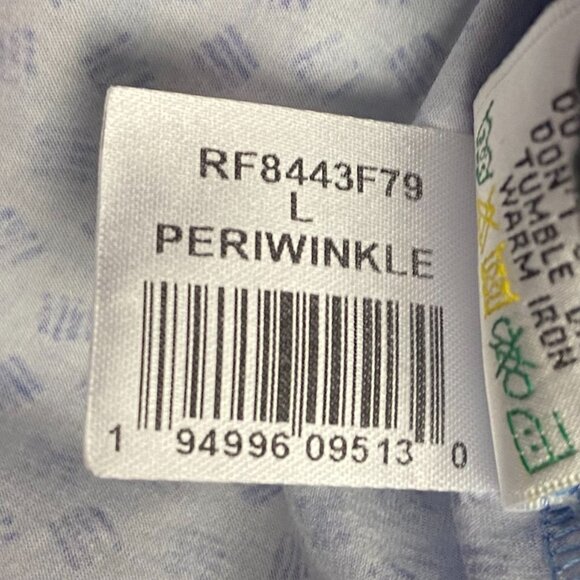 RF8443F79
L
PERIWINKLE
1 94996 09513 0
DON'T
TUMBLE
WARM IRON